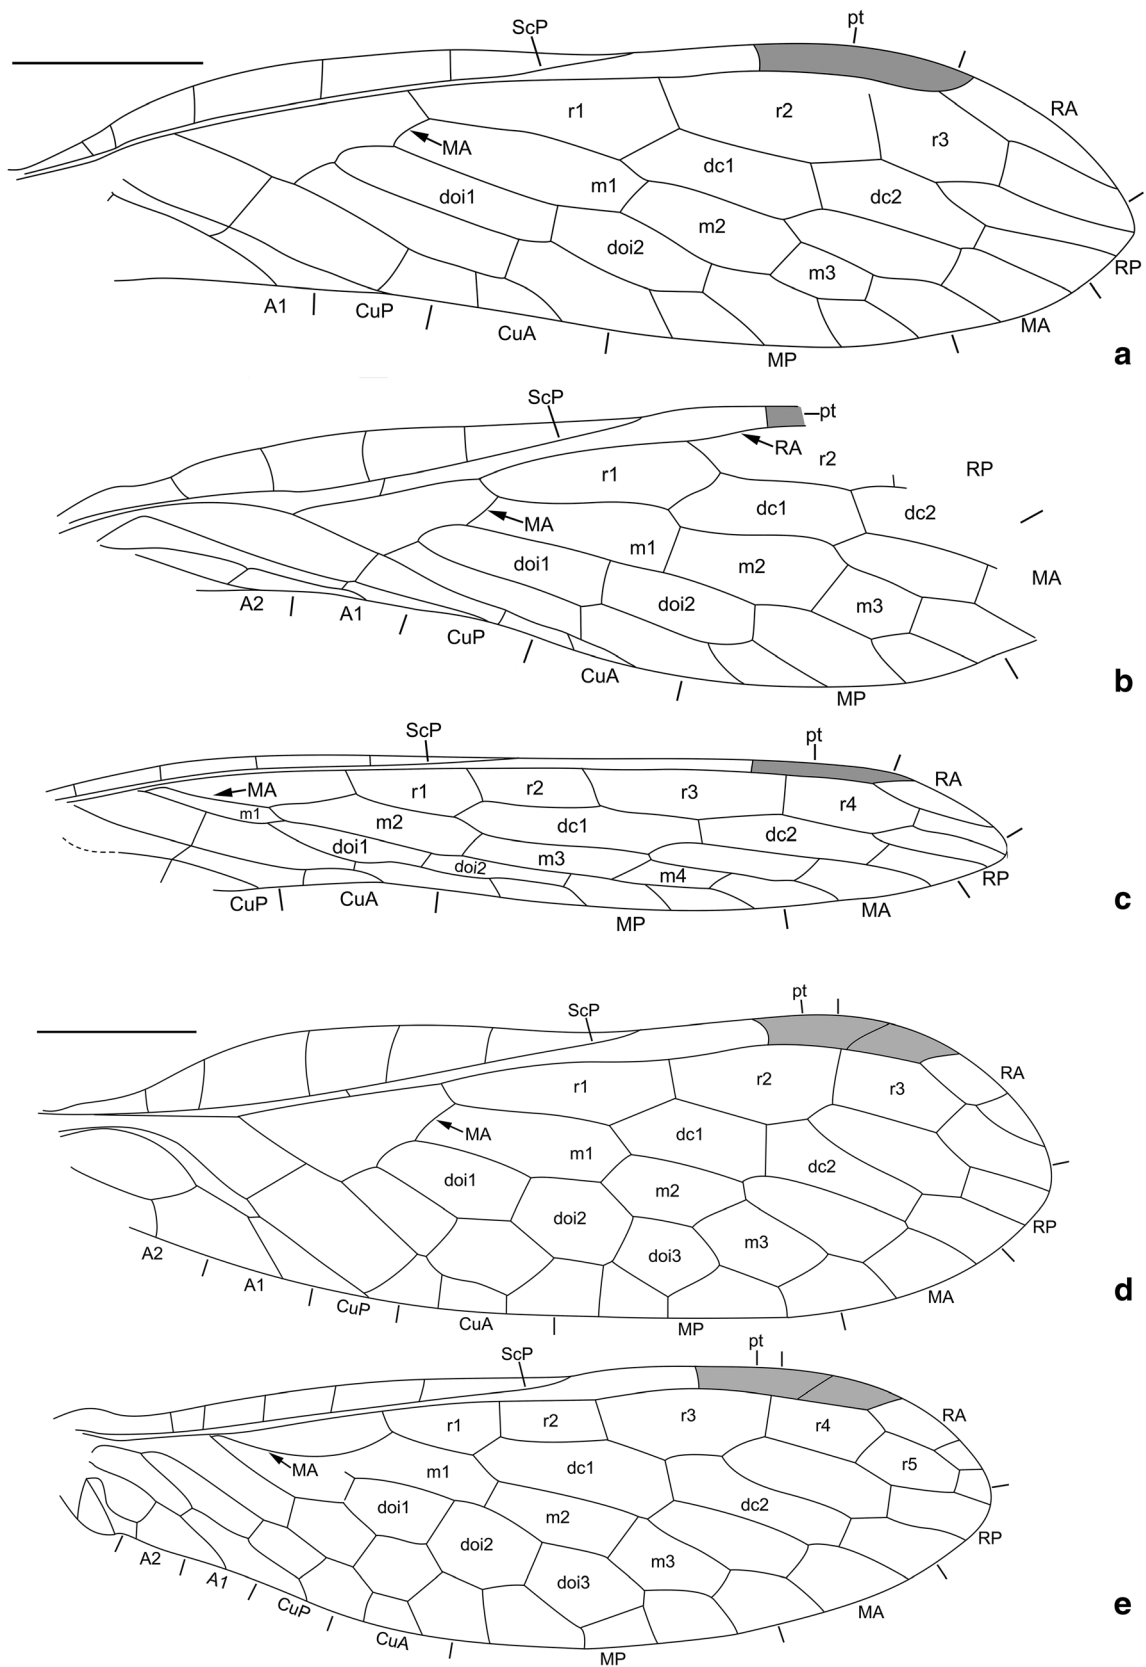 ScP pt
r1 r2 RA
r3
MA dc1
m1 dc2
doi1
m2
doi2
m3 RP
A1 CuP MA
CuA
MP a
ScP pt
RA
r2 RP
r1
dc1 dc2
MA
m1
doi1 m2 MA
doi2 m3
A2 A1
CuP
CuA
MP b
ScP pt
RA
MA r1 r2 r3
r4
m1 m2 dc1 dc2
doi1 m3
doi2 m4 RP
CuP CuA MA
MP c
ScP pt
r1 r2 r3 RA
MA dc1
m1 dc2
doi1 m2
doi2
doi3 m3 RP
A2
A1 CuP MA
CuA MP d
ScP pt
r1 r2 r3 r4 RA
MA m1 dc1 r5
doi1 m2 dc2
doi2 RP
m3
A2 doi3
A1
CuP MA
CuA
MP e